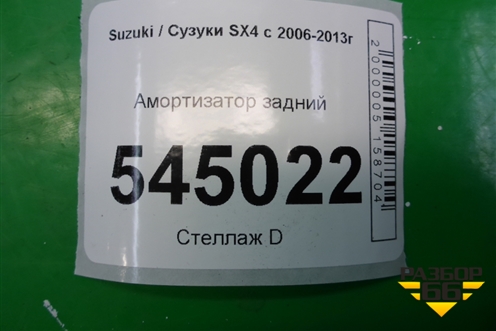 Suzuki / Сузуки SX4 с 2006-2013г
Амортизатор задний
545022
Стеллаж D
2000005158704
РАЗБОР
66